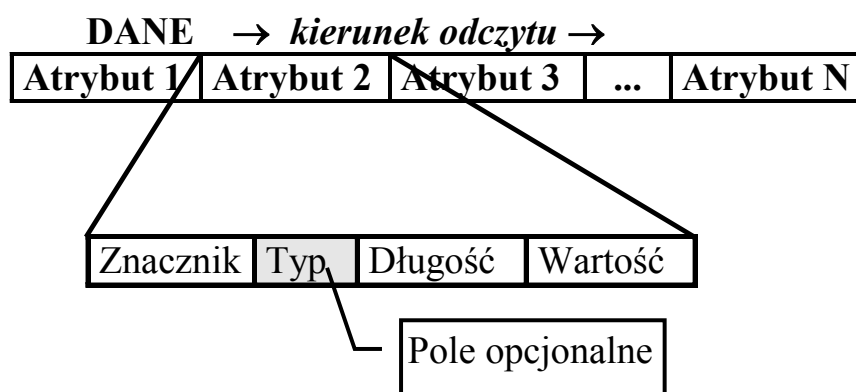 DANE → kierunek odczytu →
Atrybut 1 Atrybut 2 Atrybut 3 ... Atrybut N
Znacznik Typ Długość Wartość
Pole opcjonalne